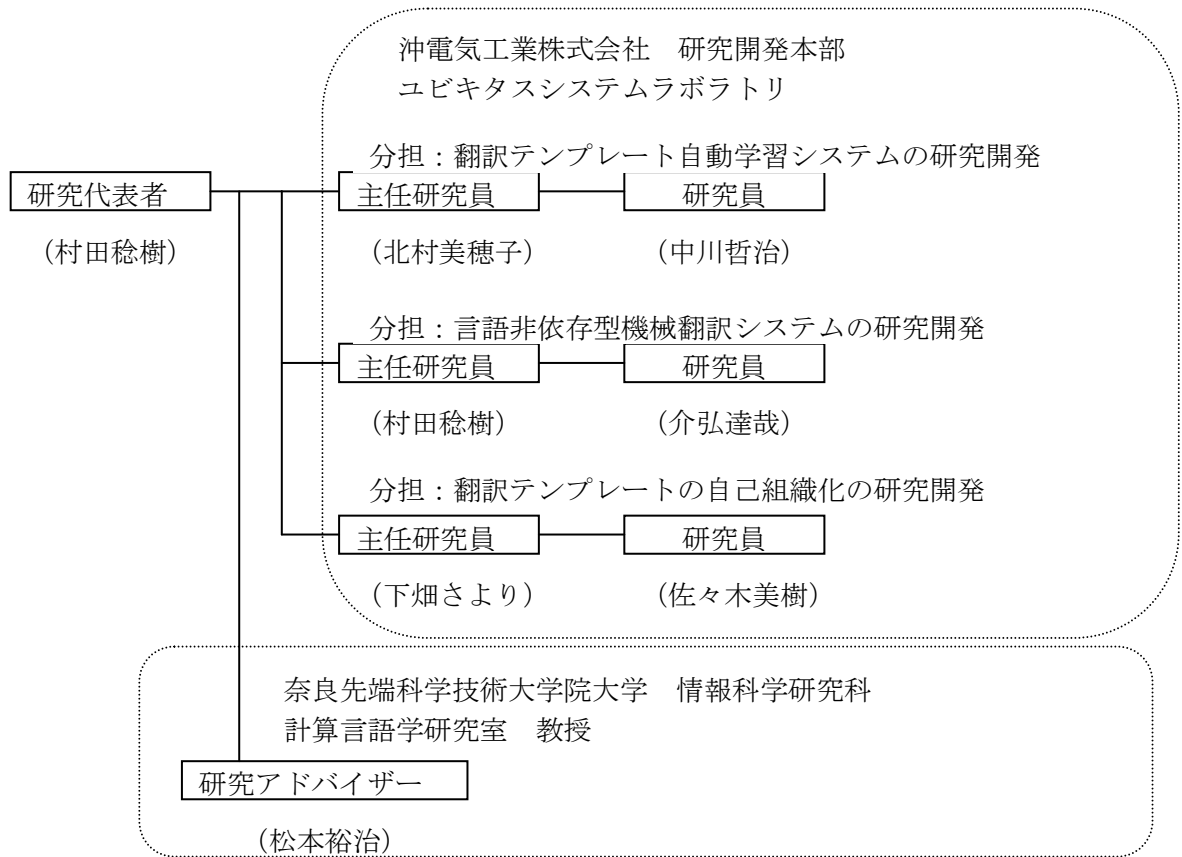 沖電気工業株式会社　研究開発本部
ユビキタスシステムラボラトリ
分担：翻訳テンプレート自動学習システムの研究開発
研究代表者
主任研究員
研究員
（村田稔樹）
（北村美穂子）
（中川哲治）
分担：言語非依存型機械翻訳システムの研究開発
主任研究員
研究員
（村田稔樹）
（介弘達哉）
分担：翻訳テンプレートの自己組織化の研究開発
主任研究員
研究員
（下畑さより）
（佐々木美樹）
奈良先端科学技術大学院大学　情報科学研究科
計算言語学研究室　教授
研究アドバイザー
（松本裕治）